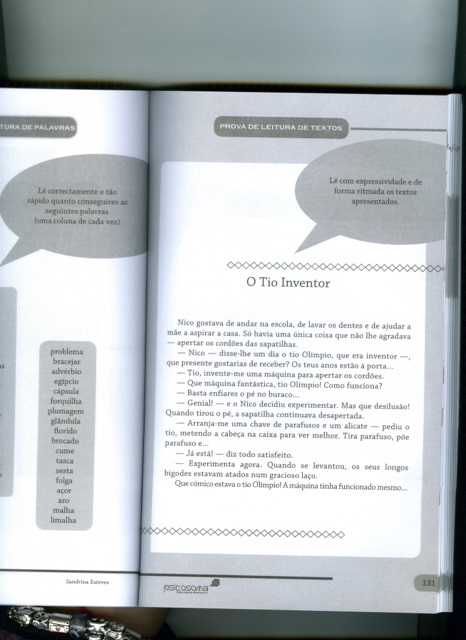 TURA DE PALAVRAS
Lê correctamente e tão
rápido quanto conseguires as
seguintes palavras
(uma coluna de cada vez)
problema
bracejar
advérbio
egípcio
cápsula
forquilha
plumagem
glândula
florido
brocado
cume
tasca
sexta
folga
açor
aro
malha
limalha
Sandrina Esteves
PROVA DE LEITURA DE TEXTOS
Lê com expressividade e de
forma ritmada os textos
apresentados.
O Tio Inventor
Nico gostava de andar na escola, de lavar os dentes e de ajudar a
mãe a aspirar a casa. Só havia uma única coisa que não lhe agradava
— apertar os cordões das sapatilhas.
— Nico — disse-lhe um dia o tio Olímpio, que era inventor —,
que presente gostarias de receber? Os teus anos estão à porta...
— Tio, invente-me uma máquina para apertar os cordões.
— Que máquina fantástica, tio Olímpio! Como funciona?
— Basta enfiares o pé no buraco...
— Genial! — e o Nico decidiu experimentar. Mas que desilusão!
Quando tirou o pé, a sapatilha continuava desapertada.
— Arranja-me uma chave de parafusos e um alicate — pediu o
tio, metendo a cabeça na caixa para ver melhor. Tira parafuso, põe
parafuso e...
— Já está! — diz todo satisfeito.
— Experimenta agora. Quando se levantou, os seus longos
bigodes estavam atados num gracioso laço.
Que cómico estava o tio Olímpio! A máquina tinha funcionado mesmo...
psicosoma
131